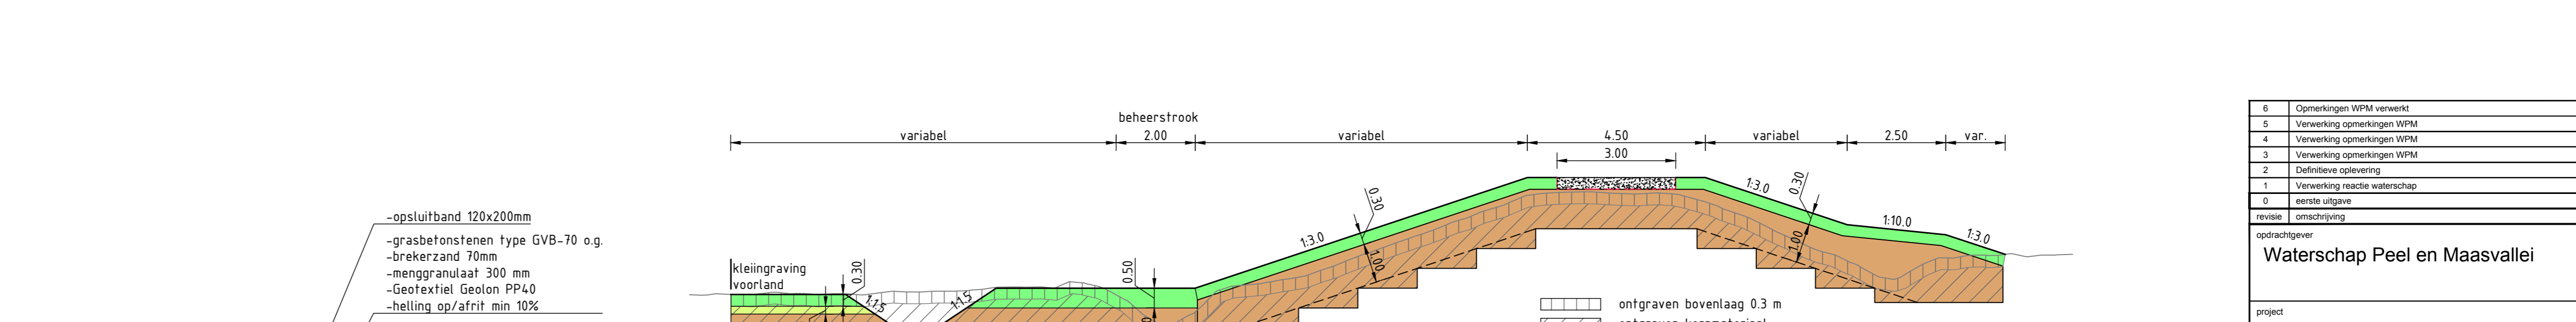 beheerstrook
variabel
2.00
variabel
4.50
variabel
2.50
var.
3.00
-opsluitband 120x200mm
-grasbetonstenen type GVB-70 o.g.
-brekerzand 70mm
-menggranulaat 300 mm
-Geotextiel Geolon PP40
-helling op/afrit min 10%
kleiingraving
voorland
0.30
1:1.5
1:1.5
0.50
1:3.0
0.30
1.00
1:3.0
0.30
1.00
1:10.0
1:3.0
ontgraven bovenlaag 0.3 m
6 Opmerkingen WPM verwerkt
5 Verwerking opmerkingen WPM
4 Verwerking opmerkingen WPM
3 Verwerking opmerkingen WPM
2 Definitieve oplevering
1 Verwerking reactie waterschap
0 eerste uitgave
revisie omschrijving
opdrachtgever
Waterschap Peel en Maasvallei
project